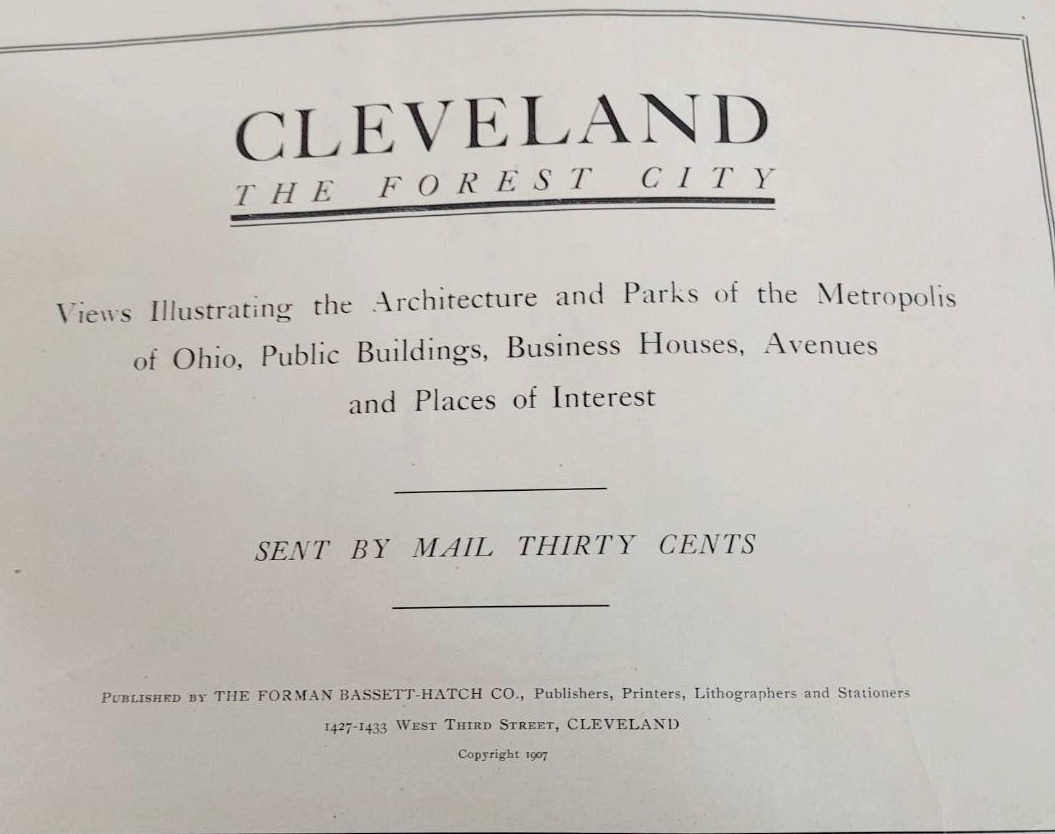 CLEVELAND
THE FOREST CITY
Views Illustrating the Architecture and Parks of the Metropolis
of Ohio, Public Buildings, Business Houses, Avenues
and Places of Interest
SENT BY MAIL THIRTY CENTS
PUBLISHED BY THE FORMAN BASSETT-HATCH CO., Publishers, Printers, Lithographers and Stationers
1427-1433 WEST THIRD STREET, CLEVELAND
Copyright 1907